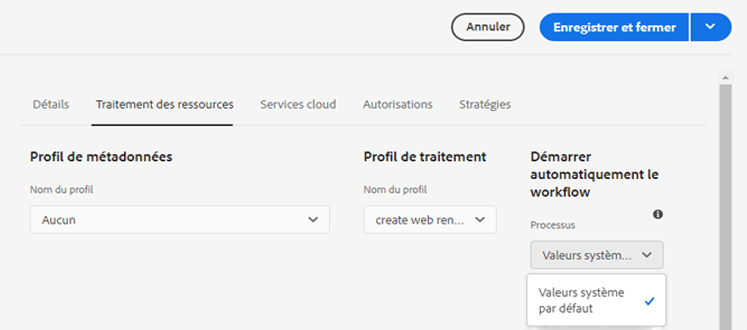 Annuler
Enregistrer et fermer
Détails
Traitement des ressources
Services cloud
Autorisations
Stratégies
Profil de métadonnées
Nom du profil
Aucun
Profil de traitement
Nom du profil
create web ren...
Démarrer
automatiquement le
workflow
Processus
Valeurs systèm...
Valeurs système
par défaut